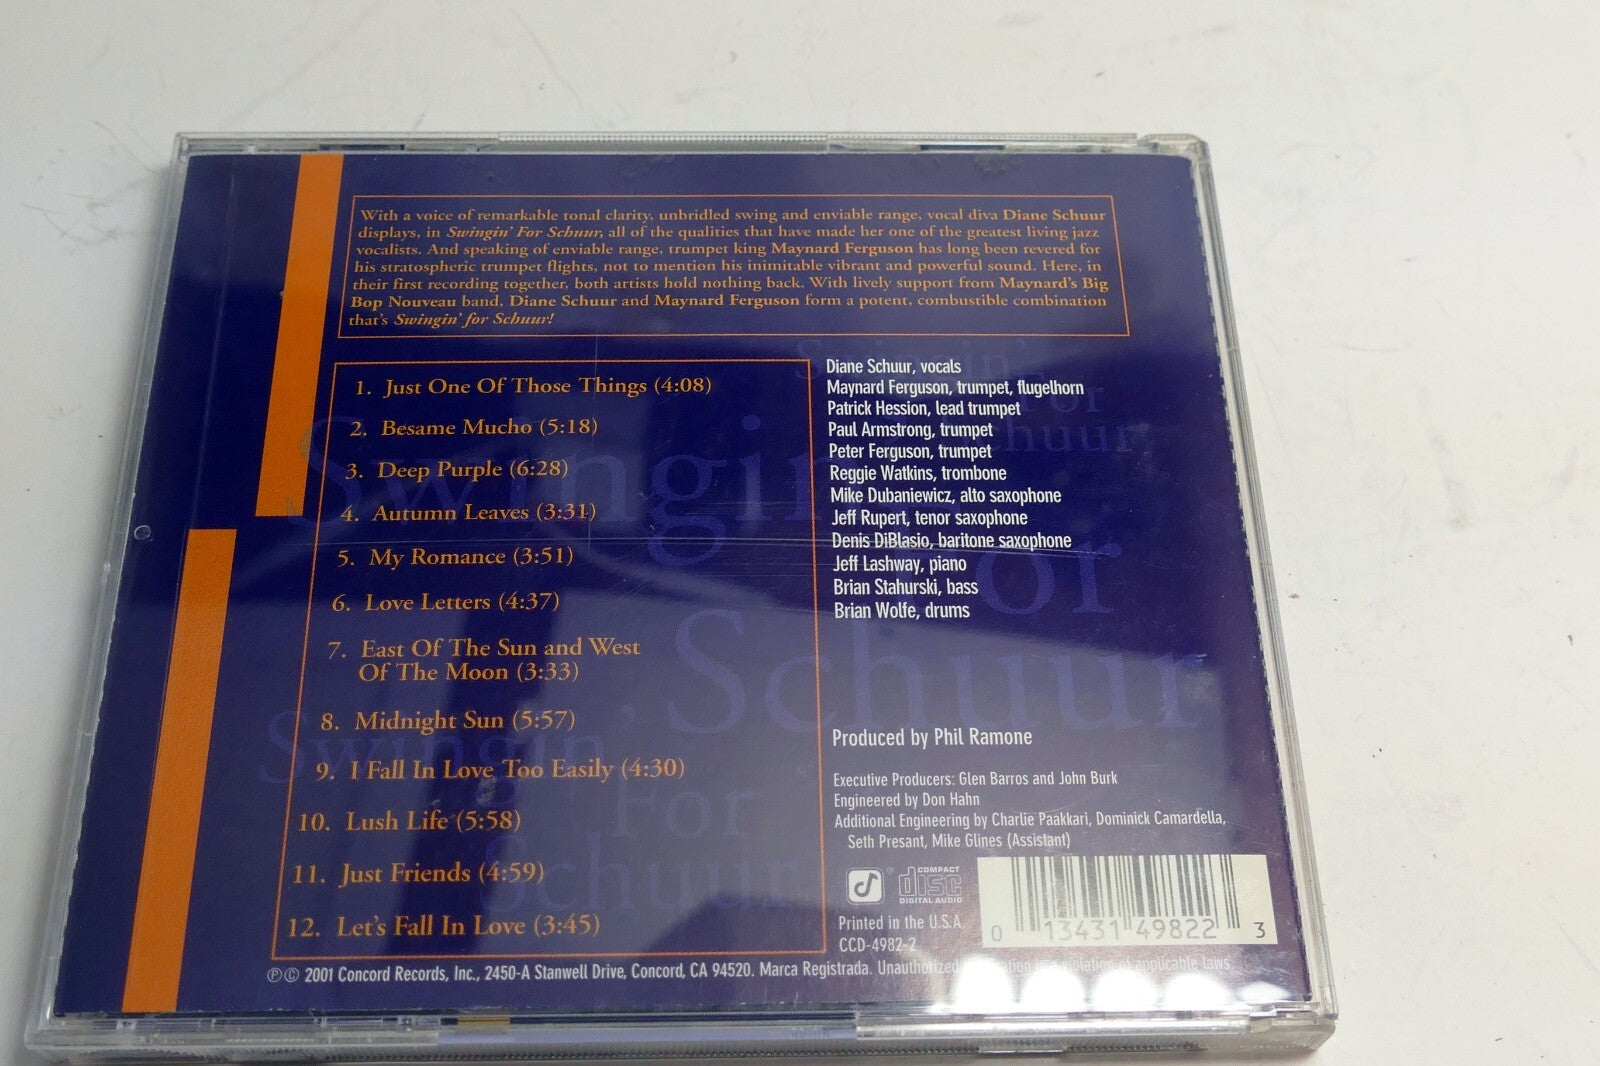 With a voice of remarkable tonal clarity, unbridled swing and enviable range, vocal diva Diane Schuur
displays, in Swingin' For Schuur, all of the qualities that have made her one of the greatest living jazz
vocalists. And speaking of enviable range, trumpet king Maynard Ferguson has long been revered for
his stratospheric trumpet flights, not to mention his inimitable vibrant and powerful sound. Here, in
their first recording together, both artists hold nothing back. With lively support from Maynard's Big
Bop Nouveau band, Diane Schuur and Maynard Ferguson form a potent, combustible combination
that's Swingin' for Schuur!
1. Just One Of Those Things (4:08)
2. Besame Mucho (5:18)
3. Deep Purple (6:28)
4. Autumn Leaves (3:31)
5. My Romance (3:51)
6. Love Letters (4:37)
7. East Of The Sun and West
Of The Moon (3:33)
8. Midnight Sun (5:57)
9. I Fall In Love Too Easily (4:30)
10. Lush Life (5:58)
11. Just Friends (4:59)
12. Let's Fall In Love (3:45)
Diane Schuur, vocals
Maynard Ferguson, trumpet, flugelhorn
Patrick Hession, lead trumpet
Paul Armstrong, trumpet
Peter Ferguson, trumpet
Reggie Watkins, trombone
Mike Dubaniewicz, alto saxophone
Jeff Rupert, tenor saxophone
Denis DiBlasio, baritone saxophone
Jeff Lashway, piano
Brian Stahurski, bass
Brian Wolfe, drums
Swingin'
For
Schuur
Swingin'
For
Schuur
Swingin'
For
Schuur
Produced by Phil Ramone
Executive Producers: Glen Barros and John Burk
Engineered by Don Hahn
Additional Engineering by Charlie Paakkari, Dominick Camardella,
Seth Presant, Mike Glines (Assistant)
COMPACT
disc
DIGITAL AUDIO
Printed in the U.S.A.
CCD-4982-2
0 13431 49822 3
℗© 2001 Concord Records, Inc., 2450-A Stanwell Drive, Concord, CA 94520. Marca Registrada. Unauthorized violation of applicable laws.